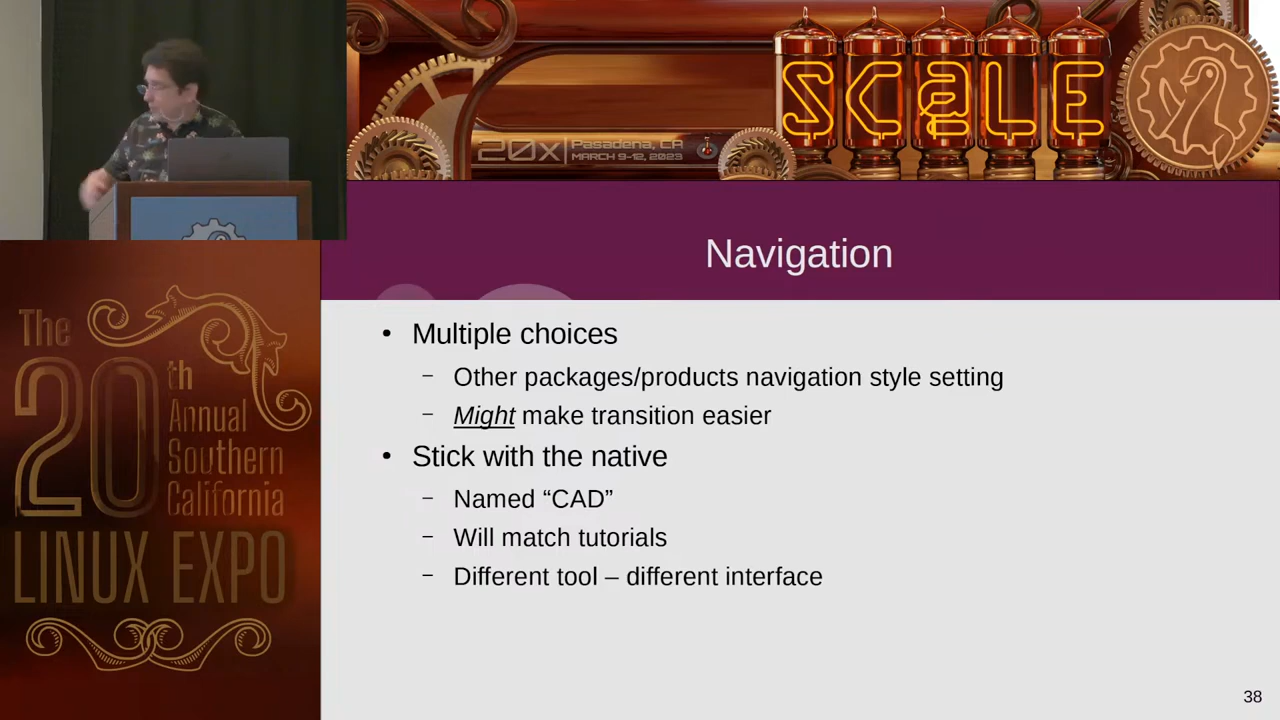 SCaLE
20x
Pasadena, CA
MARCH 9-12, 2023
Navigation
The
20th
Annual
Southern
California
LINUX EXPO
• Multiple choices
– Other packages/products navigation style setting
– Might make transition easier
• Stick with the native
– Named “CAD”
– Will match tutorials
– Different tool – different interface
38